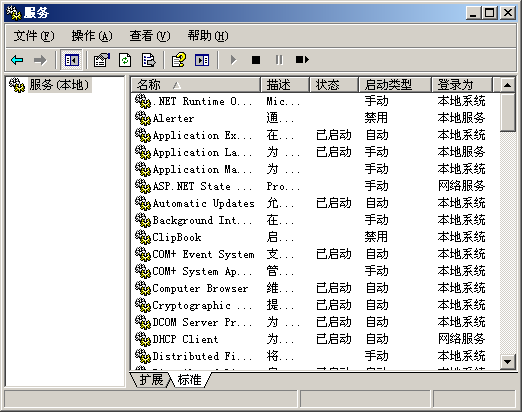 服务
文件(F) 操作(A) 查看(V) 帮助(H)
服务(本地)
名称 描述 状态 启动类型 登录为
.NET Runtime O... Mic... 手动 本地系统
Alerter 通... 禁用 本地服务
Application Ex... 在... 已启动 自动 本地系统
Application La... 为 ... 已启动 手动 本地服务
Application Ma... 为 ... 手动 本地系统
ASP.NET State ... Pro... 手动 网络服务
Automatic Updates 允... 已启动 自动 本地系统
Background Int... 在... 手动 本地系统
ClipBook 启... 禁用 本地系统
COM+ Event System 支... 已启动 自动 本地系统
COM+ System Ap... 管... 手动 本地系统
Computer Browser 维... 已启动 自动 本地系统
Cryptographic ... 提... 已启动 自动 本地系统
DCOM Server Pr... 为 ... 已启动 自动 本地系统
DHCP Client 为... 已启动 自动 网络服务
Distributed Fi... 将... 手动 本地系统
扩展 标准